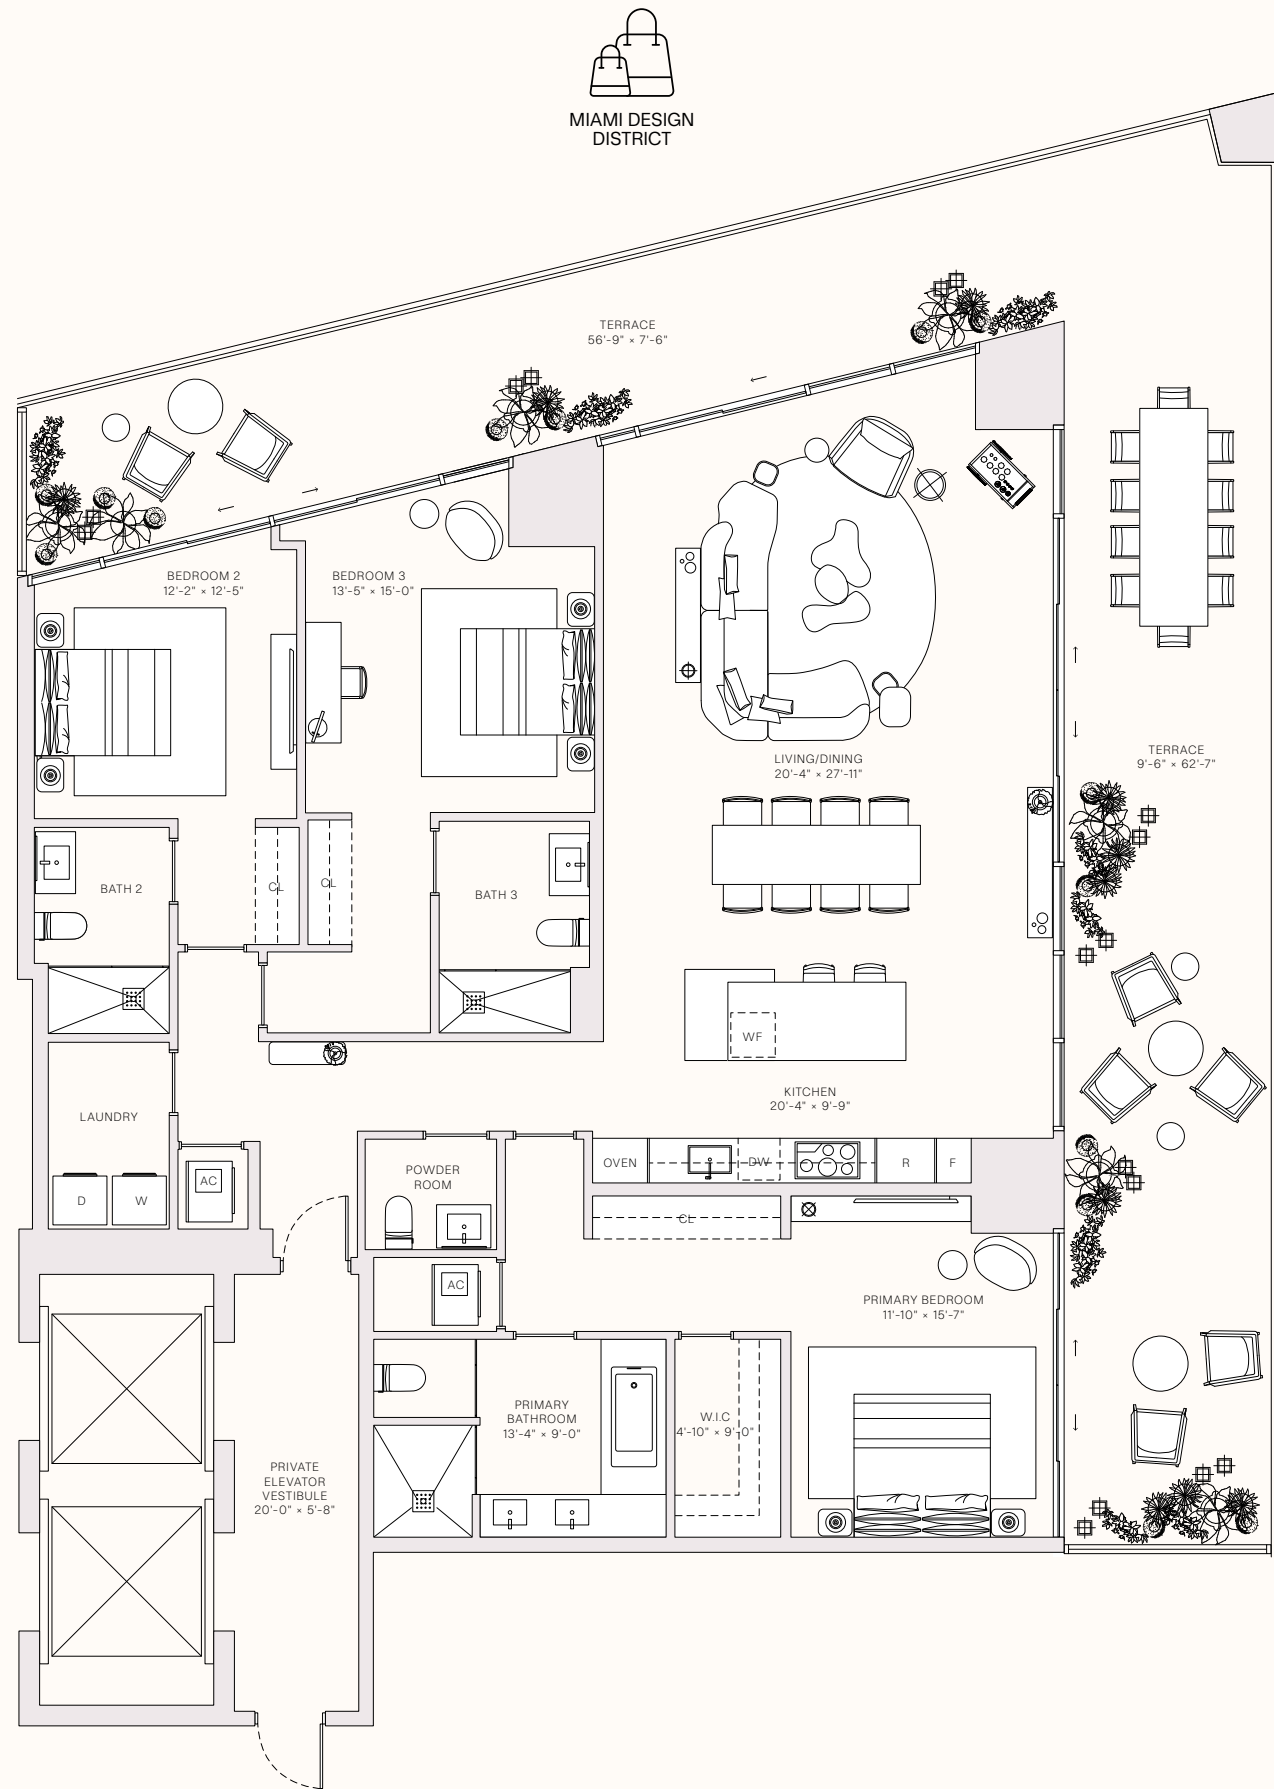 MIAMI DESIGN
DISTRICT
TERRACE
56'-9" × 7'-6"
BEDROOM 2
12'-2" × 12'-5"
BEDROOM 3
13'-5" × 15'-0"
LIVING/DINING
20'-4" × 27'-11"
TERRACE
9'-6" × 62'-7"
BATH 2
CL
CL
BATH 3
WF
KITCHEN
20'-4" × 9'-9"
LAUNDRY
D
W
AC
POWDER
ROOM
OVEN
DW
R
F
CL
AC
PRIMARY BEDROOM
11'-10" × 15'-7"
PRIMARY
BATHROOM
13'-4" × 9'-0"
W.I.C
4'-10" × 9'-0"
PRIVATE
ELEVATOR
VESTIBULE
20'-0" × 5'-8"